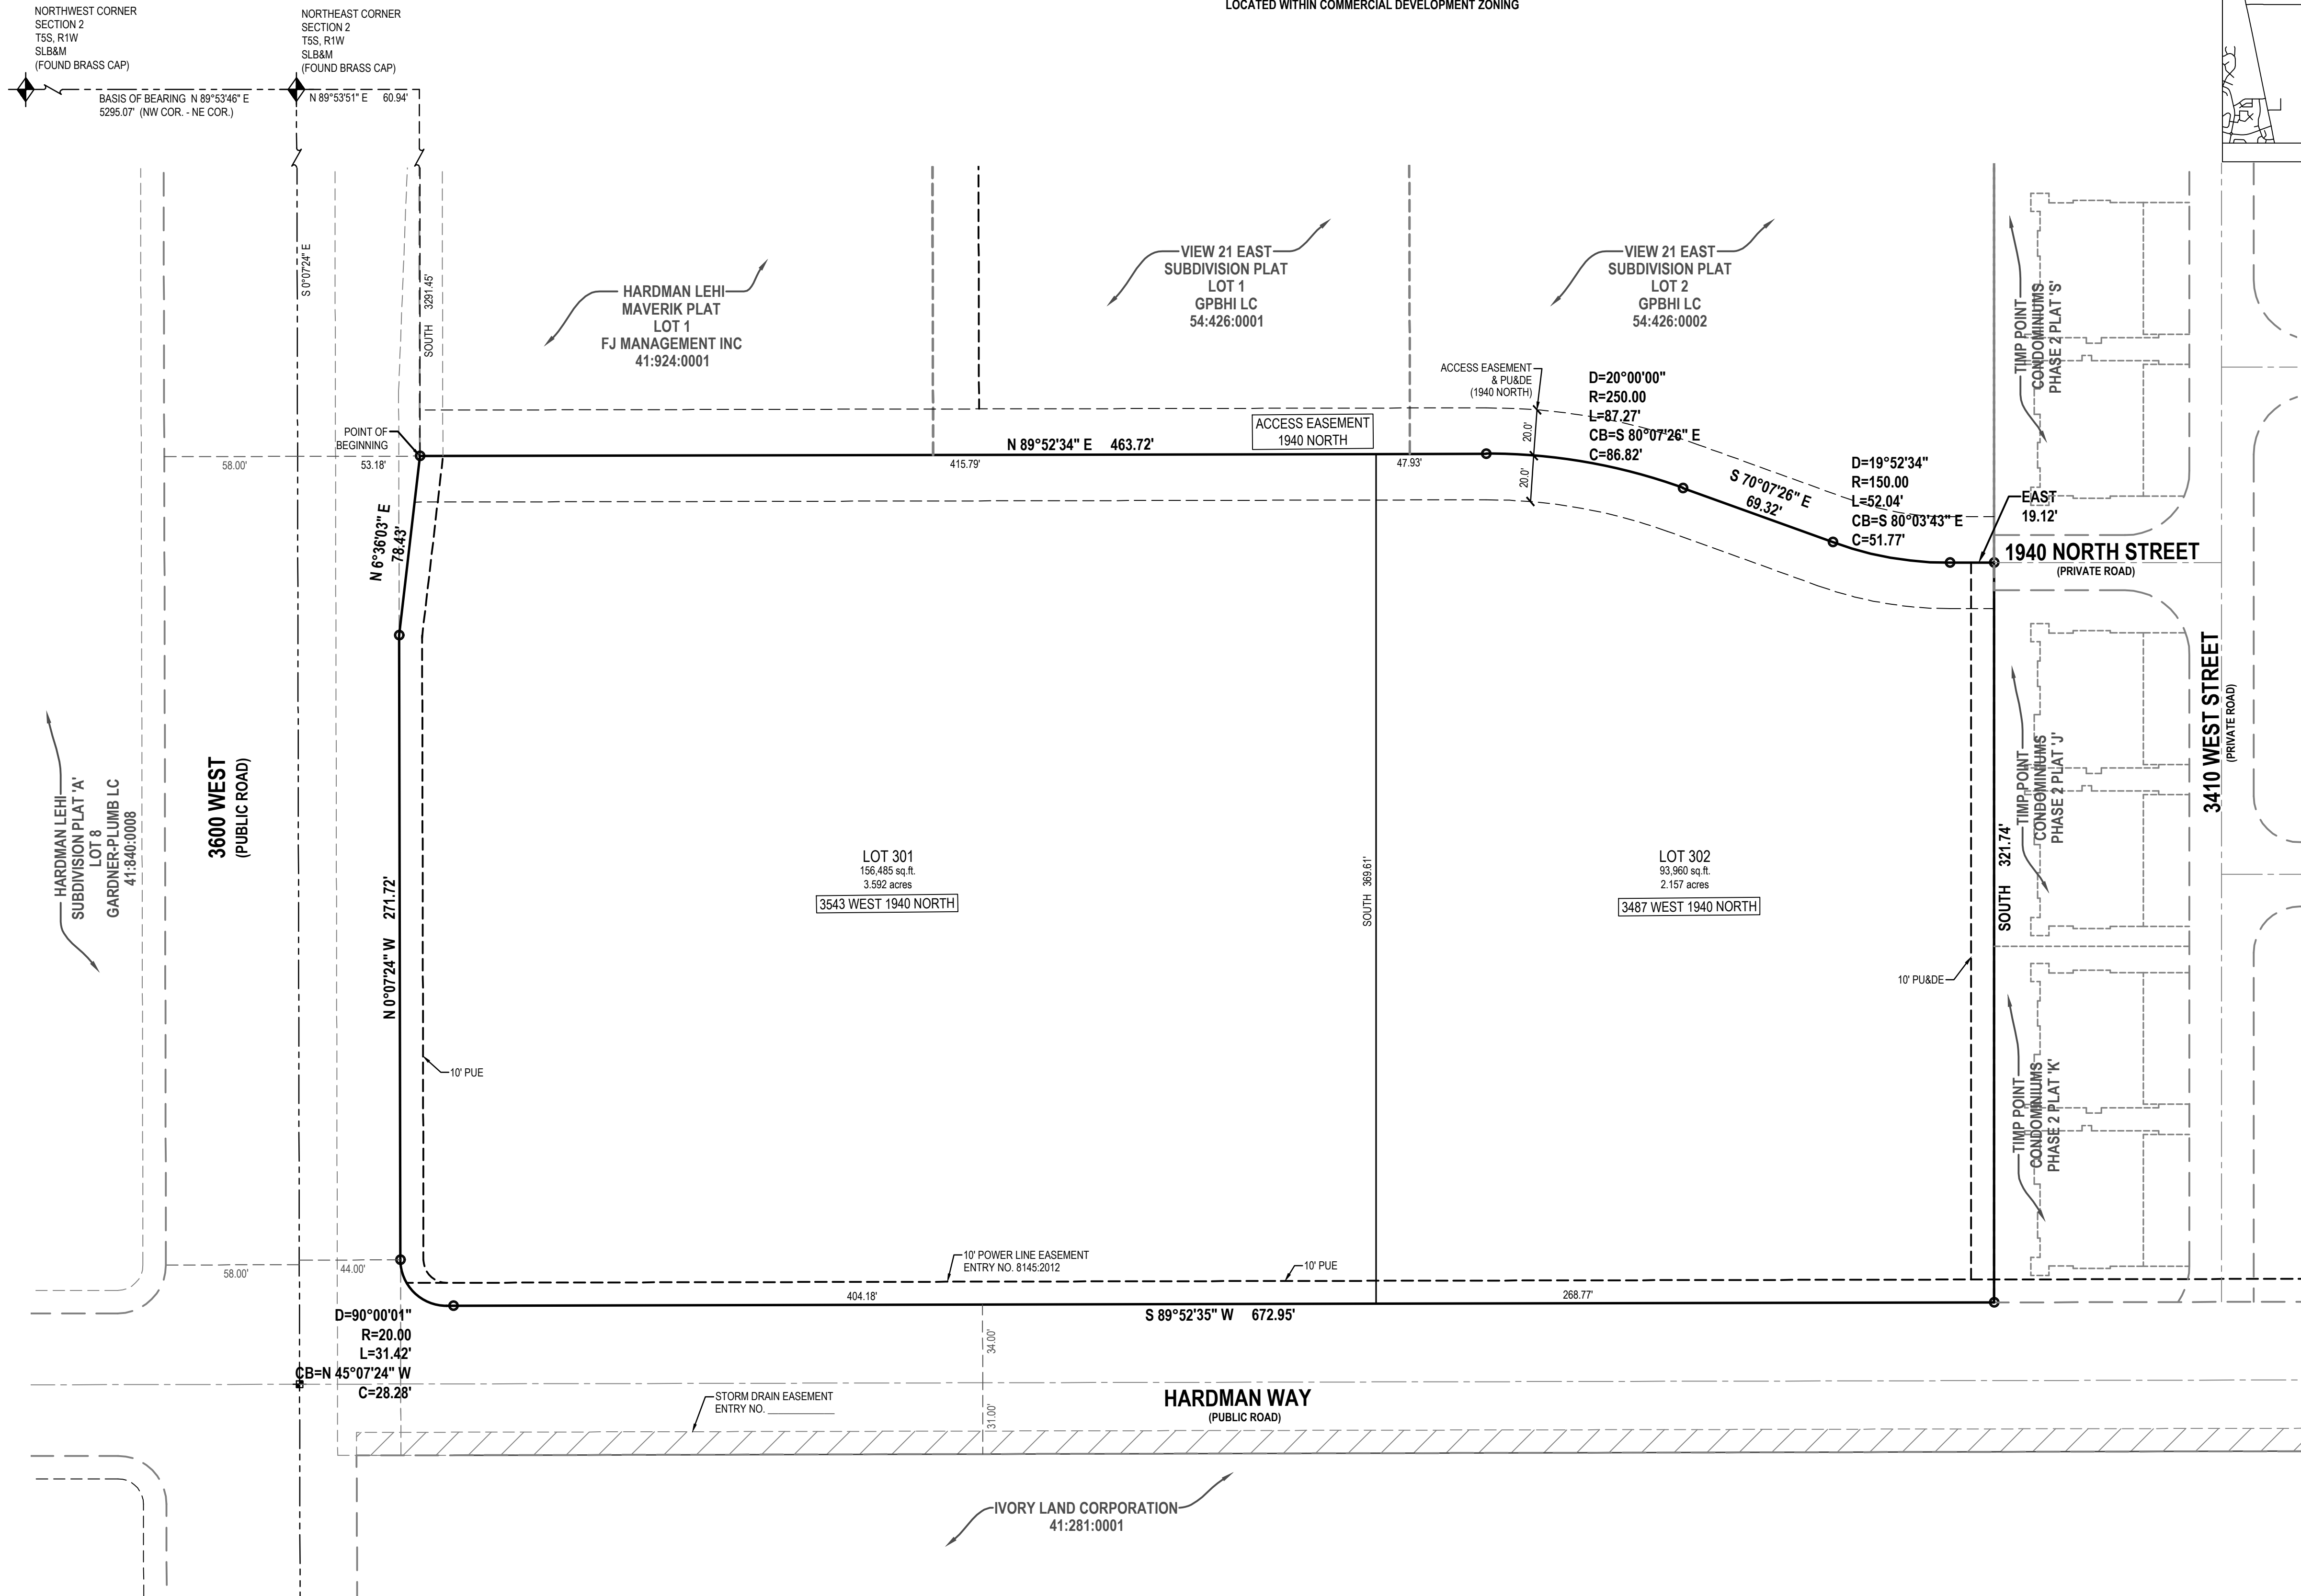 LOCATED WITHIN COMMERCIAL DEVELOPMENT ZONING
NORTHWEST CORNER
SECTION 2
T5S, R1W
SLB&M
(FOUND BRASS CAP)
NORTHEAST CORNER
SECTION 2
T5S, R1W
SLB&M
(FOUND BRASS CAP)
BASIS OF BEARING N 89°53'46" E
5295.07' (NW COR. - NE COR.)
N 89°53'51" E 60.94'
S 0°07'24" E
SOUTH 3291.45'
HARDMAN LEHI
MAVERIK PLAT
LOT 1
FJ MANAGEMENT INC
41:924:0001
VIEW 21 EAST
SUBDIVISION PLAT
LOT 1
GPBHI LC
54:426:0001
VIEW 21 EAST
SUBDIVISION PLAT
LOT 2
GPBHI LC
54:426:0002
TIMP POINT
CONDOMINIUMS
PHASE 2 PLAT 'S'
ACCESS EASEMENT
& PU&DE
(1940 NORTH)
D=20°00'00"
R=250.00
L=87.27'
CB=S 80°07'26" E
C=86.82'
POINT OF
BEGINNING
58.00'
53.18'
N 89°52'34" E 463.72'
415.79'
ACCESS EASEMENT
1940 NORTH
47.93'
20.0'
20.0'
S 70°07'26" E
69.32'
D=19°52'34"
R=150.00
L=52.04'
CB=S 80°03'43" E
C=51.77'
EAST
19.12'
1940 NORTH STREET
(PRIVATE ROAD)
N 6°36'03" E
78.43'
3410 WEST STREET
(PRIVATE ROAD)
HARDMAN LEHI
SUBDIVISION PLAT 'A'
LOT 8
GARDNER-PLUMB LC
41:840:0008
3600 WEST
(PUBLIC ROAD)
N 0°07'24" W 271.72'
LOT 301
156,485 sq.ft.
3.592 acres
3543 WEST 1940 NORTH
SOUTH 369.61'
LOT 302
93,960 sq.ft.
2.157 acres
3487 WEST 1940 NORTH
SOUTH 321.74'
TIMP POINT
CONDOMINIUMS
PHASE 2 PLAT 'J'
10' PU&DE
10' PUE
TIMP POINT
CONDOMINIUMS
PHASE 2 PLAT 'K'
58.00'
44.00'
10' POWER LINE EASEMENT
ENTRY NO. 8145:2012
10' PUE
404.18'
S 89°52'35" W 672.95'
268.77'
D=90°00'01"
R=20.00
L=31.42'
CB=N 45°07'24" W
C=28.28'
34.00'
31.00'
STORM DRAIN EASEMENT
ENTRY NO. ____________
HARDMAN WAY
(PUBLIC ROAD)
IVORY LAND CORPORATION
41:281:0001